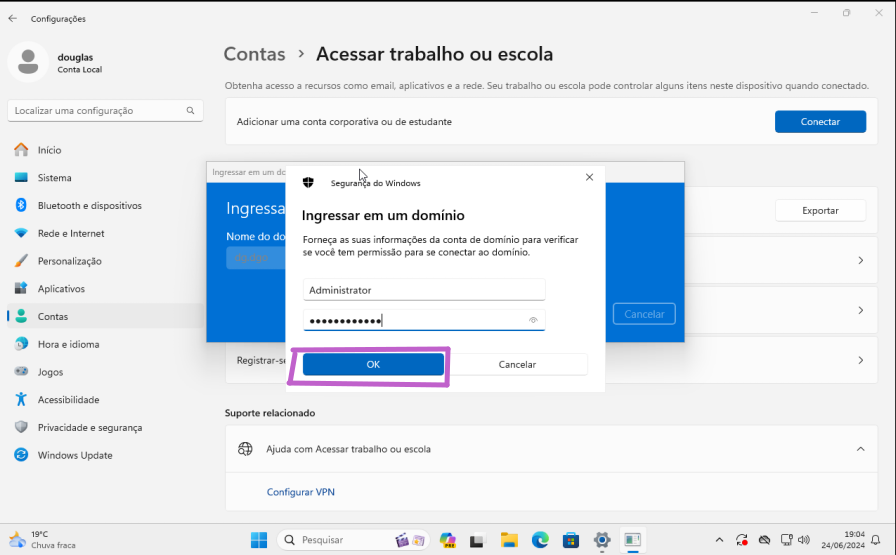 Configurações
douglas
Conta Local
Localizar uma configuração
Início
Sistema
Bluetooth e dispositivos
Rede e Internet
Personalização
Aplicativos
Contas
Hora e idioma
Jogos
Acessibilidade
Privacidade e segurança
Windows Update
Contas > Acessar trabalho ou escola
Obtenha acesso a recursos como email, aplicativos e a rede. Seu trabalho ou escola pode controlar alguns itens neste dispositivo quando conectado.
Adicionar uma conta corporativa ou de estudante
Conectar
Exportar
Ingressar em um do
Ingressa
Nome do do
Cancelar
Segurança do Windows
Ingressar em um domínio
Forneça as suas informações da conta de domínio para verificar
se você tem permissão para se conectar ao domínio.
Administrator
●●●●●●●●●●●●
OK
Cancelar
Registrar-se
Suporte relacionado
Ajuda com Acessar trabalho ou escola
Configurar VPN
19°C
Chuva fraca
Pesquisar
PRE
19:04
24/06/2024